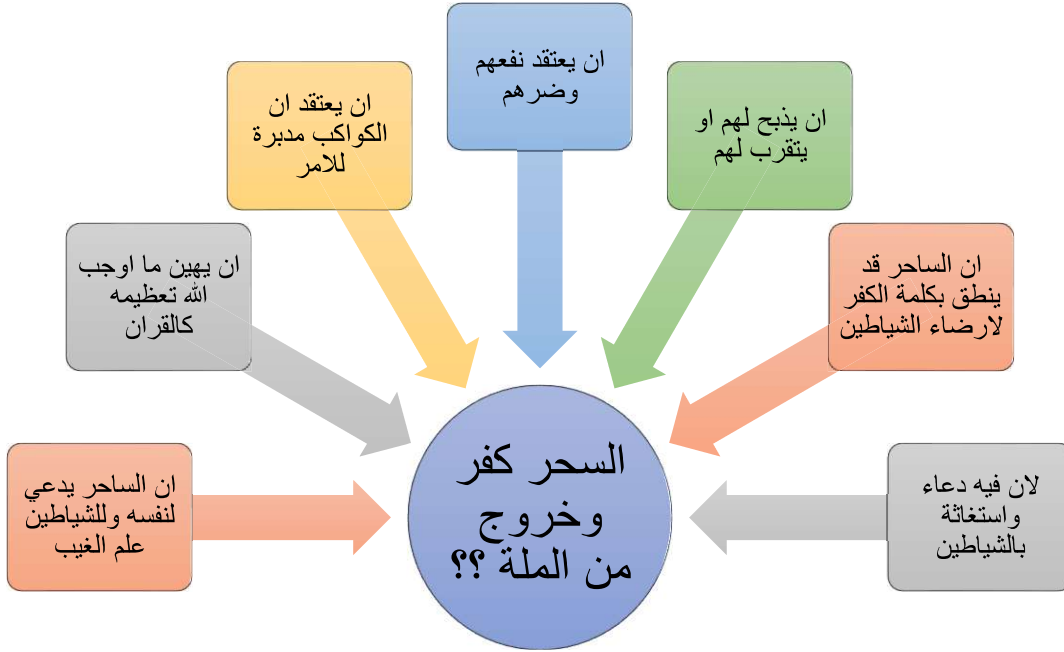 السحر كفر
وخروج
من الملة ؟؟
لان فيه دعاء
واستغاثة
بالشياطين
ان الساحر قد
ينطق بكلمة الكفر
لارضاء الشياطين
ان يذبح لهم او
يتقرب لهم
ان يعتقد نفعهم
وضرهم
ان يعتقد ان
الكواكب مدبرة
للامر
ان يهين ما اوجب
الله تعظيمه
كالقران
ان الساحر يدعي
لنفسه وللشياطين
علم الغيب